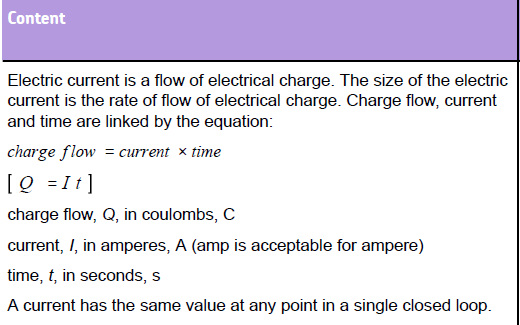 Content
Electric current is a flow of electrical charge. The size of the electric
current is the rate of flow of electrical charge. Charge flow, current
and time are linked by the equation:
charge flow = current × time
[ Q = I t ]
charge flow, Q, in coulombs, C
current, I, in amperes, A (amp is acceptable for ampere)
time, t, in seconds, s
A current has the same value at any point in a single closed loop.